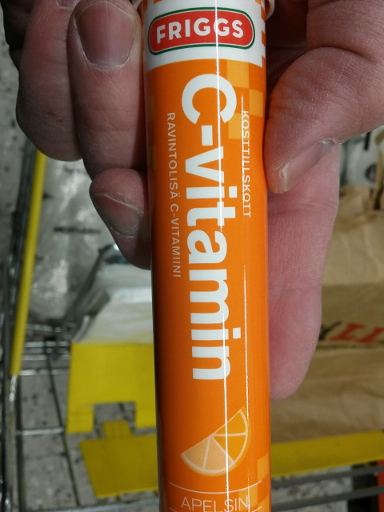 FRIGGS
C-vitamin
KOSTTILLSKOTT
RAVINTOLISÄ C-VITAMIINI
APELSIN